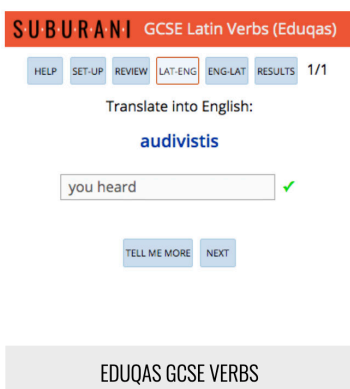 S·U·B·U·R·A·N·I GCSE Latin Verbs (Eduqas)
HELP SET-UP REVIEW LAT-ENG ENG-LAT RESULTS 1/1
Translate into English:
audivistis
you heard ✓
TELL ME MORE NEXT
EDUQAS GCSE VERBS